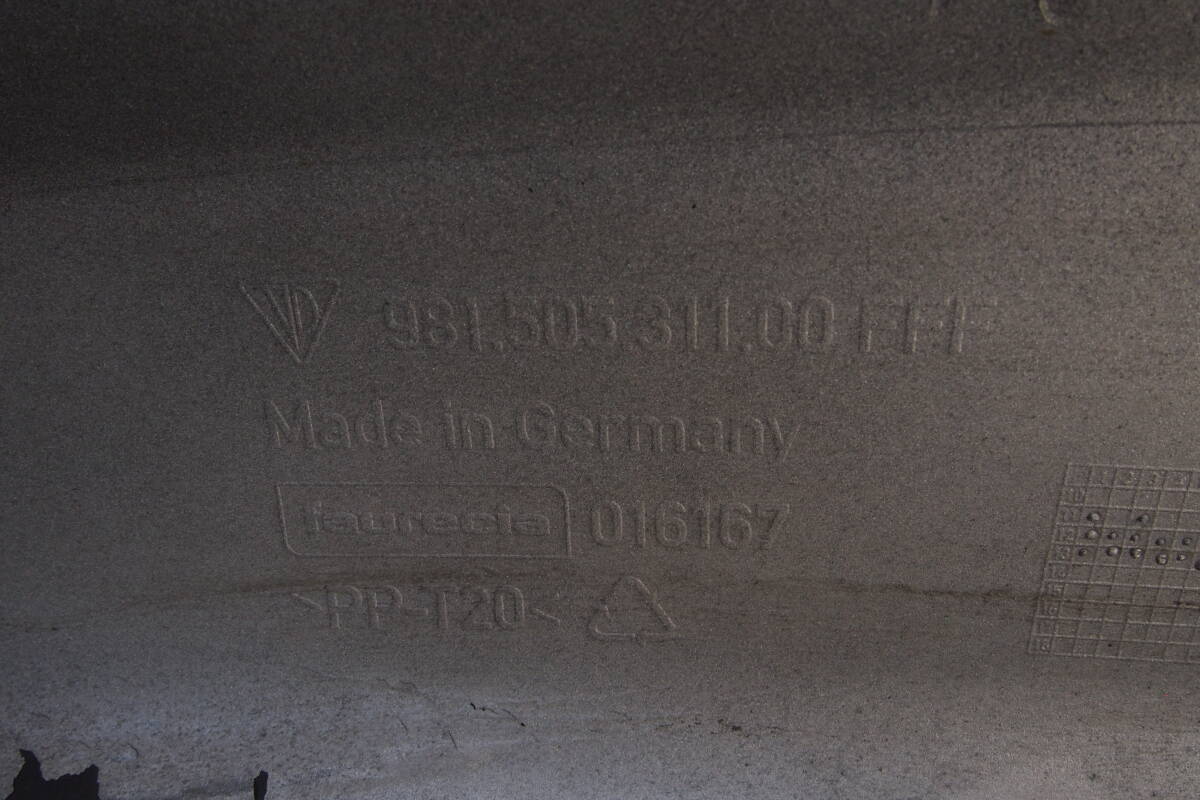 981.505.311.00 FFF
Made in Germany
faurecia 016167
>PP-T20<